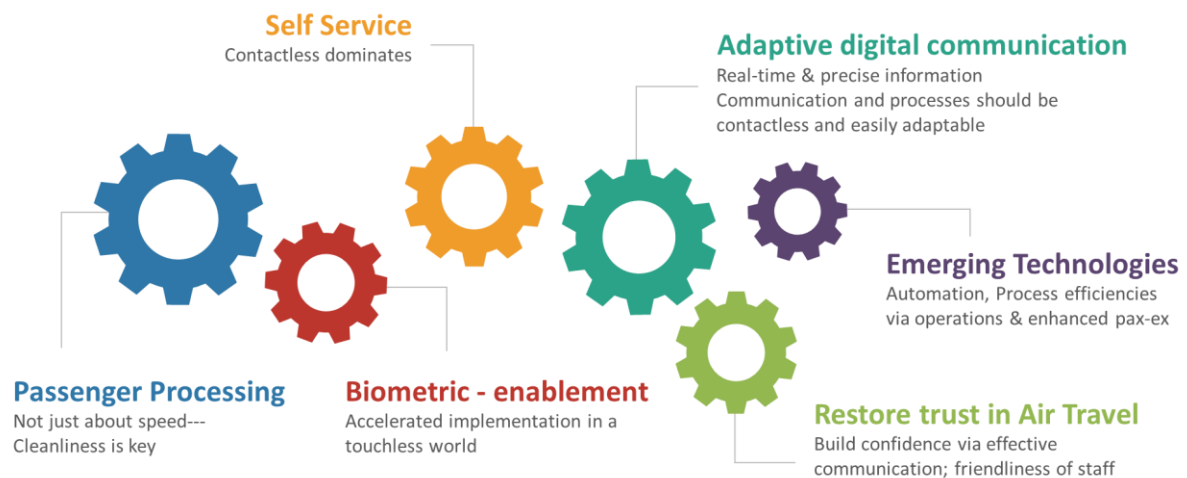 Self Service
Contactless dominates
Adaptive digital communication
Real-time & precise information
Communication and processes should be
contactless and easily adaptable
Emerging Technologies
Automation, Process efficiencies
via operations & enhanced pax-ex
Passenger Processing
Not just about speed---
Cleanliness is key
Biometric - enablement
Accelerated implementation in a
touchless world
Restore trust in Air Travel
Build confidence via effective
communication; friendliness of staff